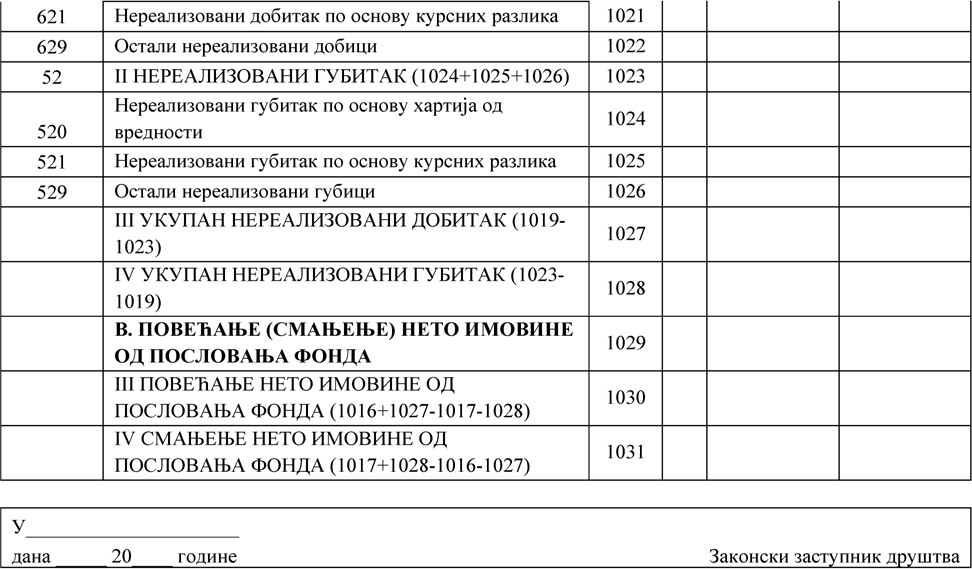 621 Нереализовани добитак по основу курсних разлика 1021
629 Остали нереализовани добици 1022
52 II НЕРЕАЛИЗОВАНИ ГУБИТАК (1024+1025+1026) 1023
Нереализовани губитак по основу хартија од
520 вредности 1024
521 Нереализовани губитак по основу курсних разлика 1025
529 Остали нереализовани губици 1026
III УКУПАН НЕРЕАЛИЗОВАНИ ДОБИТАК (1019-
1023) 1027
IV УКУПАН НЕРЕАЛИЗОВАНИ ГУБИТАК (1023-
1019) 1028
В. ПОВЕЋАЊЕ (СМАЊЕЊЕ) НЕТО ИМОВИНЕ
ОД ПОСЛОВАЊА ФОНДА 1029
III ПОВЕЋАЊЕ НЕТО ИМОВИНЕ ОД
ПОСЛОВАЊА ФОНДА (1016+1027-1017-1028) 1030
IV СМАЊЕЊЕ НЕТО ИМОВИНЕ ОД
ПОСЛОВАЊА ФОНДА (1017+1028-1016-1027) 1031
У______________________
дана _____ 20____ године Законски заступник друштва